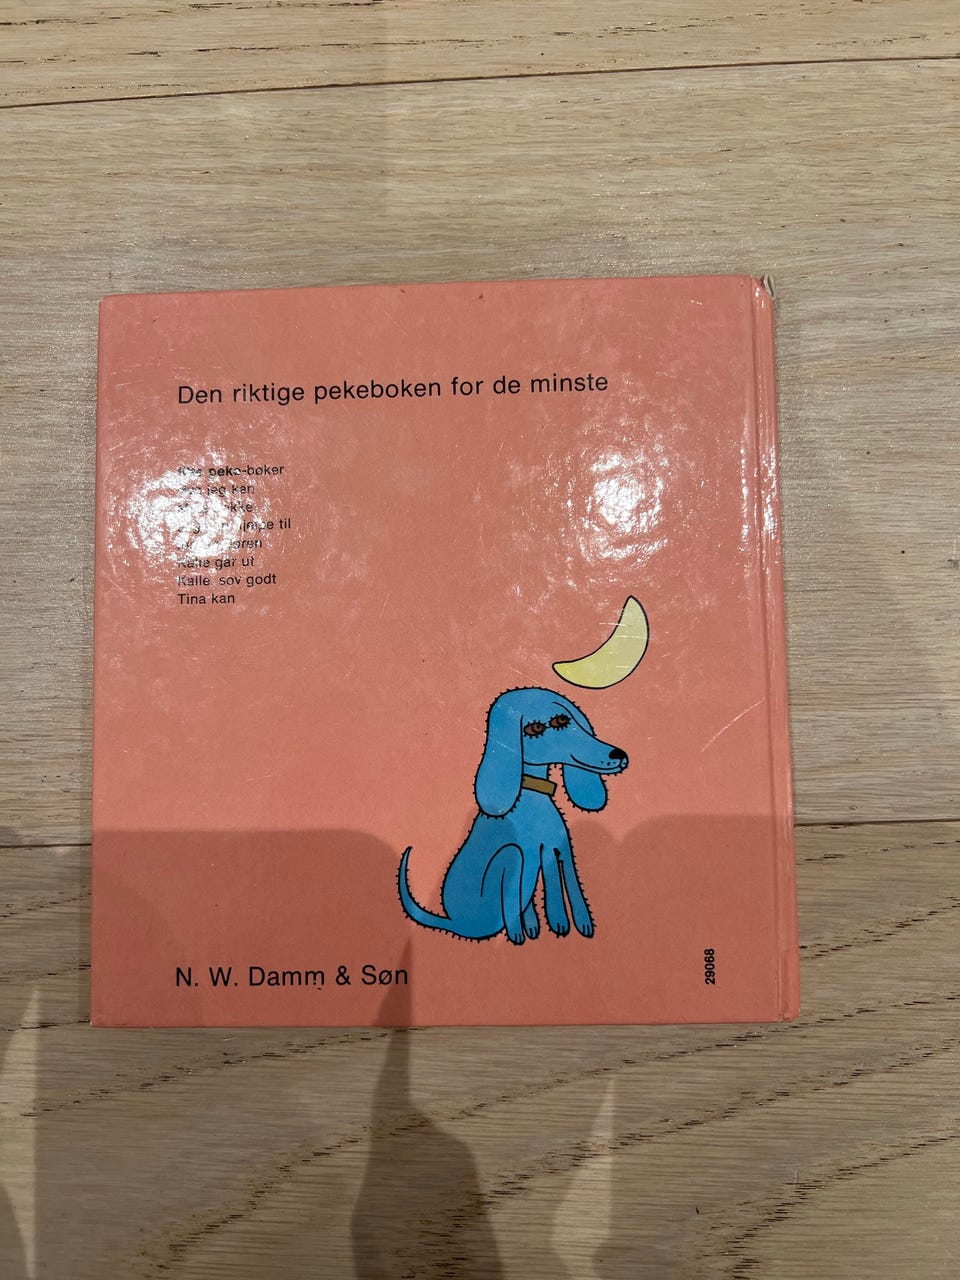 Den riktige pekeboken for de minste
peke-bøker
jeg kan
til
Kalle går ut
Kalle, sov godt
Tina kan
N. W. Damm & Søn
29068